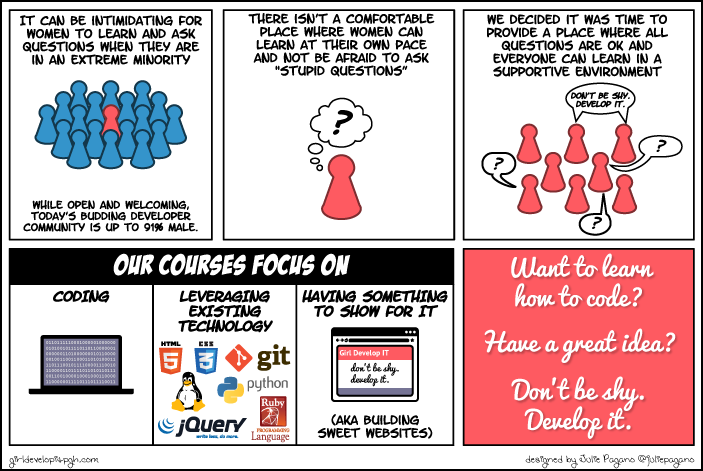 IT CAN BE INTIMIDATING FOR
WOMEN TO LEARN AND ASK
QUESTIONS WHEN THEY ARE
IN AN EXTREME MINORITY
WHILE OPEN AND WELCOMING,
TODAY'S BUDDING DEVELOPER
COMMUNITY IS UP TO 91% MALE.
THERE ISN'T A COMFORTABLE
PLACE WHERE WOMEN CAN
LEARN AT THEIR OWN PACE
AND NOT BE AFRAID TO ASK
"STUPID QUESTIONS"
?
WE DECIDED IT WAS TIME TO
PROVIDE A PLACE WHERE ALL
QUESTIONS ARE OK AND
EVERYONE CAN LEARN IN A
SUPPORTIVE ENVIRONMENT
DON'T BE SHY.
DEVELOP IT.
?
?
?
OUR COURSES FOCUS ON
CODING
LEVERAGING
EXISTING
TECHNOLOGY
HTML
5
CSS
3
git
python
jQuery
write less, do more.
Ruby
PROGRAMMING
Language
HAVING SOMETHING
TO SHOW FOR IT
Girl Develop IT
don't be shy.
develop it.
(AKA BUILDING
SWEET WEBSITES)
Want to learn
how to code?
Have a great idea?
Don't be shy.
Develop it.
girldevelopitpgh.com
designed by Julie Pagano @juliepagano